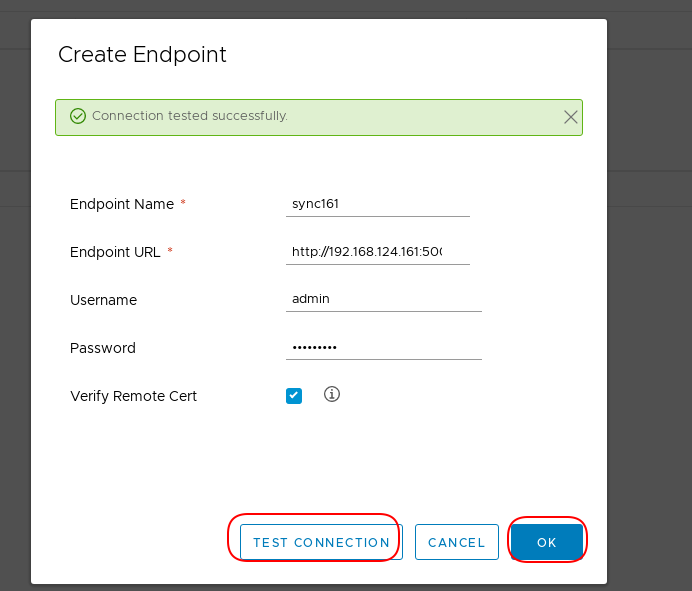 Create Endpoint
Connection tested successfully.
Endpoint Name *
sync161
Endpoint URL *
http://192.168.124.161:50
Username
admin
Password
•••••••••
Verify Remote Cert
TEST CONNECTION
CANCEL
OK